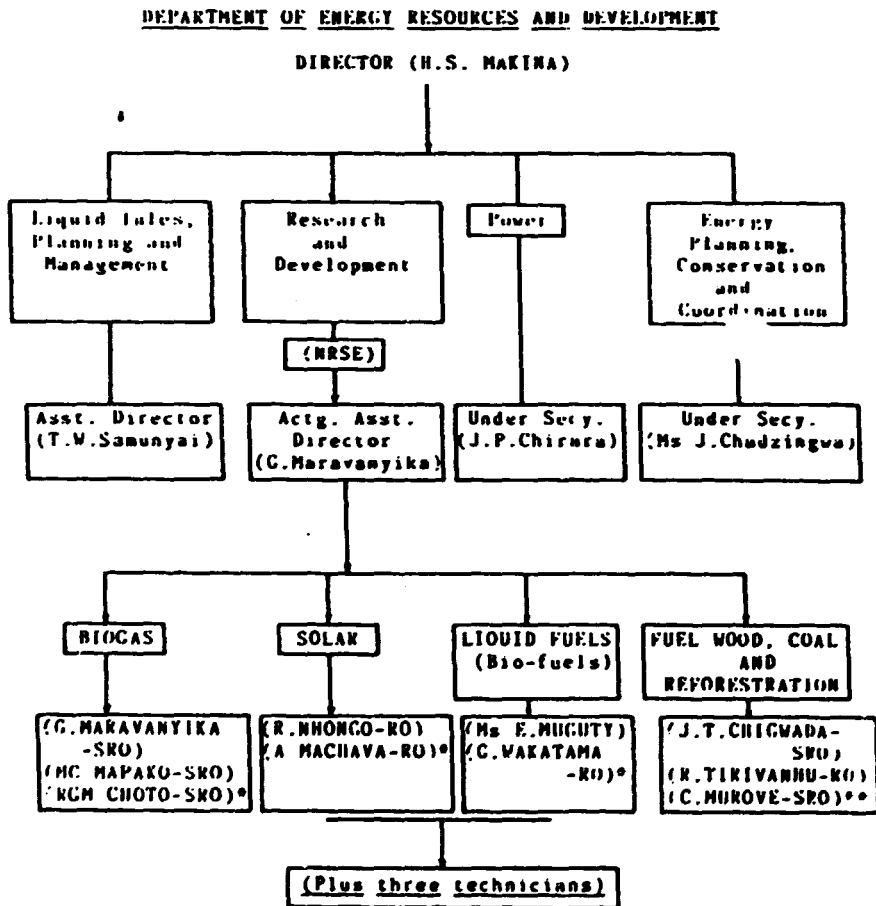 DEPARTMENT OF ENERGY RESOURCES AND DEVELOPMENT
DIRECTOR (H.S. MAKINA)
Liquid fules,
Planning and
Management
Research
and
Development
Power
Energy
Planning,
Conservation
and
Coordination
(NRSE)
Asst. Director
(T.W.Samunyai)
Actg. Asst.
Director
(G.Maravanyika)
Under Secy.
(J.P.Chirara)
Under Secy.
(Ms J.Chadzingwa)
BIOGAS
SOLAR
LIQUID FUELS
(Bio-fuels)
FUEL WOOD, COAL
AND
REFORESTRATION
(G.MARAVANYIKA
-SRO)
(MC MAPAKO-SRO)
(RGM CHOTO-SRO)*
(R.NHONGO-RO)
(A MACHAVA-RO)*
(Ms E.MUGUTY)
(C.WAKATAMA
-RO)*
(J.T.CHIGWADA-
SRO)
(R.TIRIVANHU-RO)
(C.MUROVE-SRO)**
(Plus three technicians)